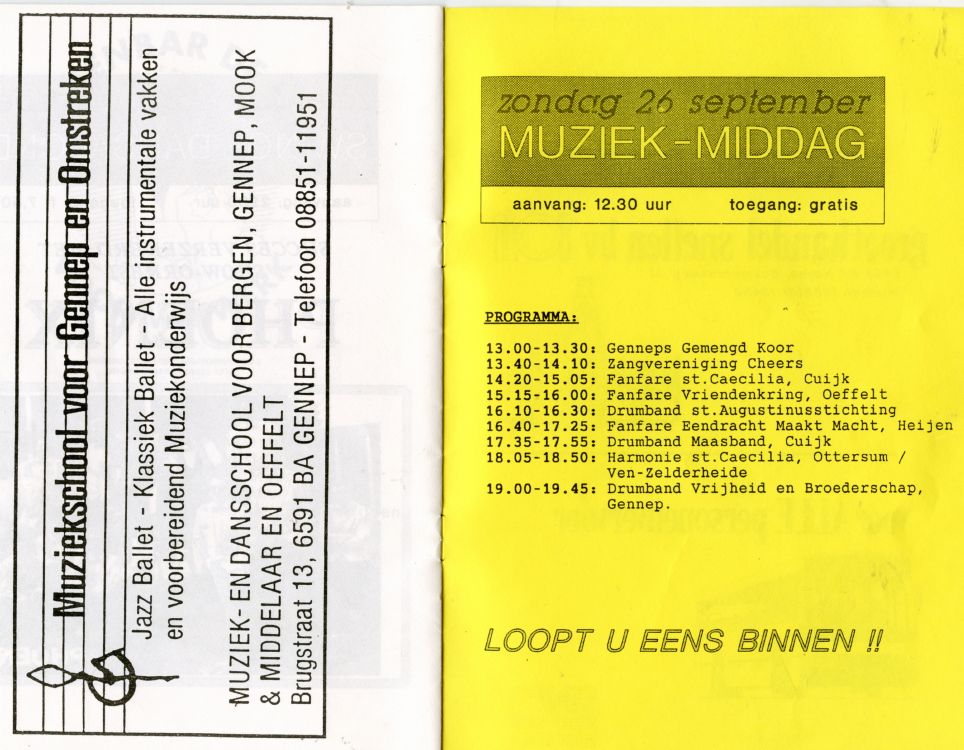 Muziekschool voor Gennep en Omstreken
Jazz Ballet - Klassiek Ballet - Alle instrumentale vakken
en voorbereidend Muziekonderwijs
MUZIEK- EN DANSSCHOOL VOOR BERGEN, GENNEP, MOOK
& MIDDELAAR EN OEFFELT
Brugstraat 13, 6591 BA GENNEP - Telefoon 08851-11951
zondag 26 september
MUZIEK-MIDDAG
aanvang: 12.30 uur toegang: gratis
PROGRAMMA:
13.00-13.30: Genneps Gemengd Koor
13.40-14.10: Zangvereniging Cheers
14.20-15.05: Fanfare st.Caecilia, Cuijk
15.15-16.00: Fanfare Vriendenkring, Oeffelt
16.10-16.30: Drumband st.Augustinusstichting
16.40-17.25: Fanfare Eendracht Maakt Macht, Heijen
17.35-17.55: Drumband Maasband, Cuijk
18.05-18.50: Harmonie st.Caecilia, Ottersum /
Ven-Zelderheide
19.00-19.45: Drumband Vrijheid en Broederschap,
Gennep.
LOOPT U EENS BINNEN !!